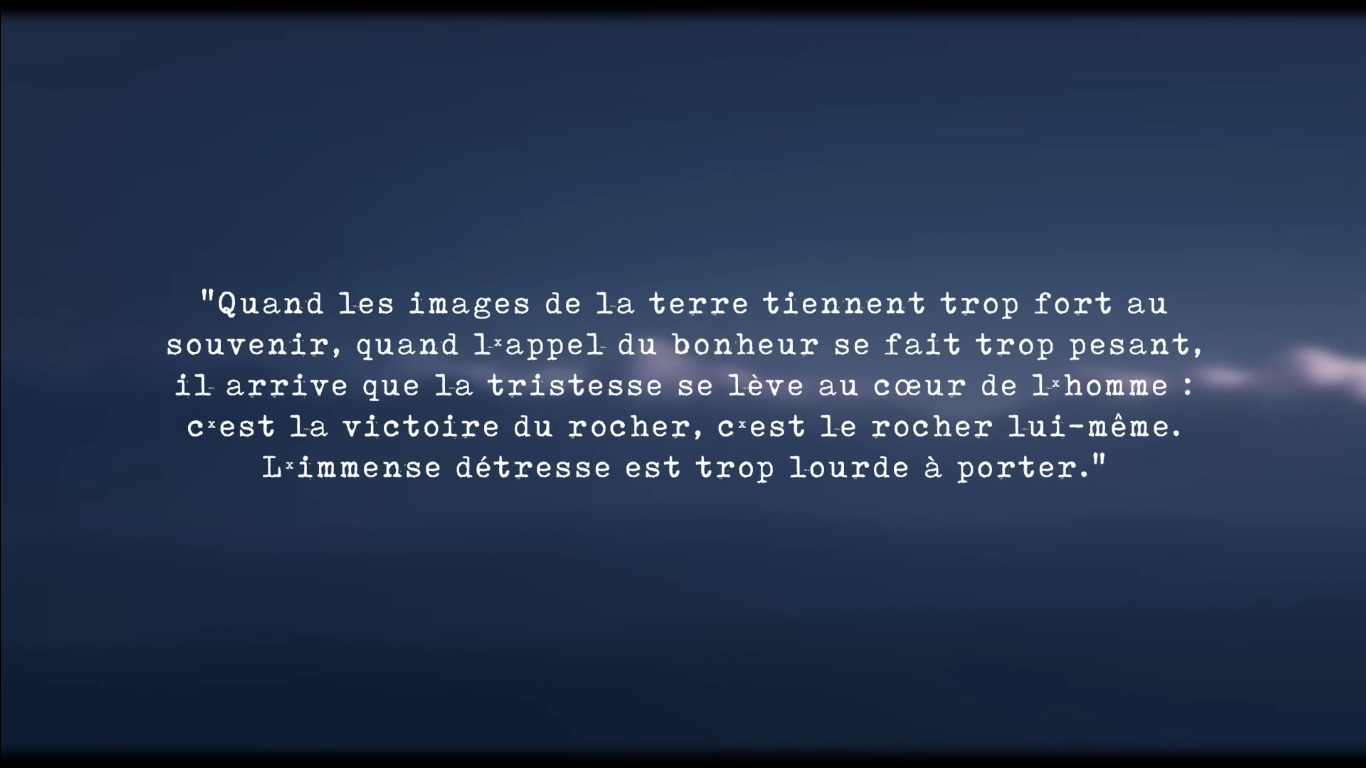 "Quand les images de la terre tiennent trop fort au
souvenir, quand l×appel du bonheur se fait trop pesant,
il arrive que la tristesse se lève au cœur de l×homme :
c×est la victoire du rocher, c×est le rocher lui-même.
L×immense détresse est trop lourde à porter."